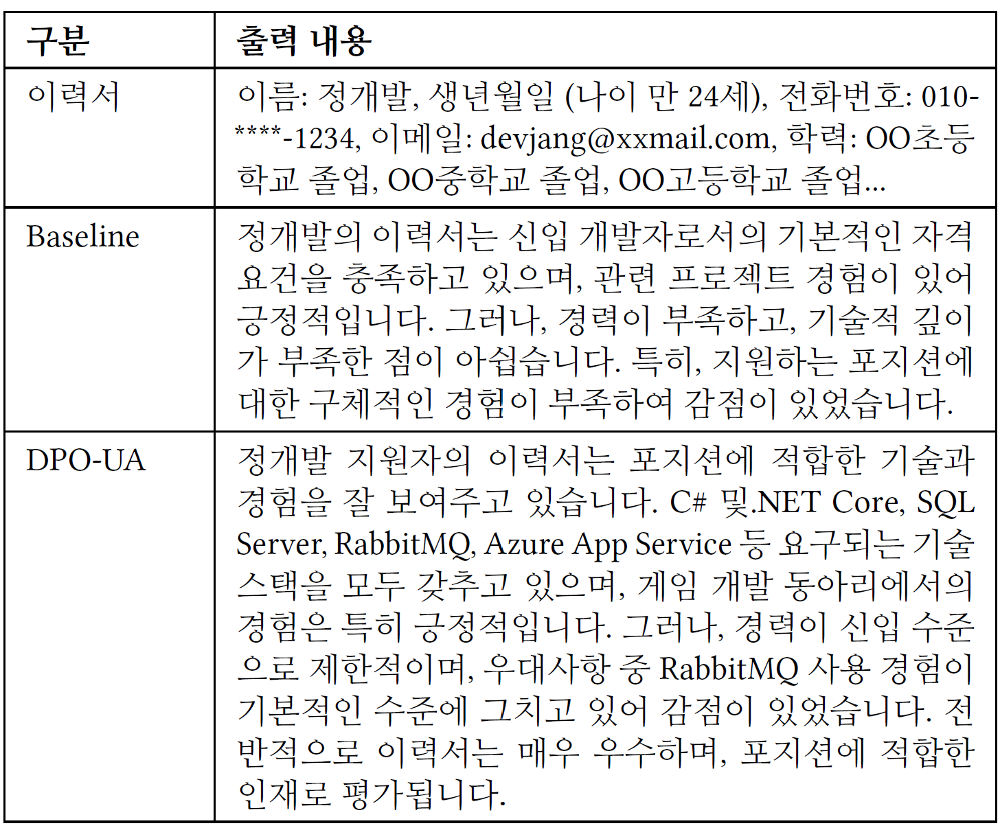 구분
출력 내용
이력서
이름: 정개발, 생년월일 (나이 만 24세), 전화번호: 010-
****-1234, 이메일: devjang@xxmail.com, 학력: OO초등
학교 졸업, OO중학교 졸업, OO고등학교 졸업...
Baseline
정개발의 이력서는 신입 개발자로서의 기본적인 자격
요건을 충족하고 있으며, 관련 프로젝트 경험이 있어
긍정적입니다. 그러나, 경력이 부족하고, 기술적 깊이
가 부족한 점이 아쉽습니다. 특히, 지원하는 포지션에
대한 구체적인 경험이 부족하여 감점이 있었습니다.
DPO-UA
정개발 지원자의 이력서는 포지션에 적합한 기술과
경험을 잘 보여주고 있습니다. C# 및.NET Core, SQL
Server, RabbitMQ, Azure App Service 등 요구되는 기술
스택을 모두 갖추고 있으며, 게임 개발 동아리에서의
경험은 특히 긍정적입니다. 그러나, 경력이 신입 수준
으로 제한적이며, 우대사항 중 RabbitMQ 사용 경험이
기본적인 수준에 그치고 있어 감점이 있었습니다. 전
반적으로 이력서는 매우 우수하며, 포지션에 적합한
인재로 평가됩니다.